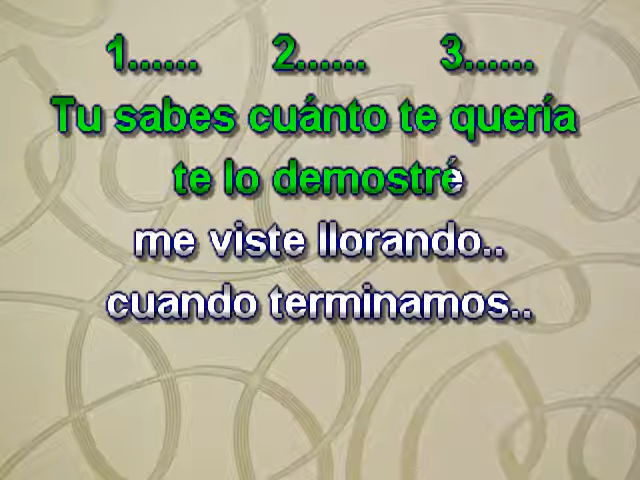 1...... 2...... 3......
Tu sabes cuánto te quería
te lo demostré
me viste llorando..
cuando terminamos..